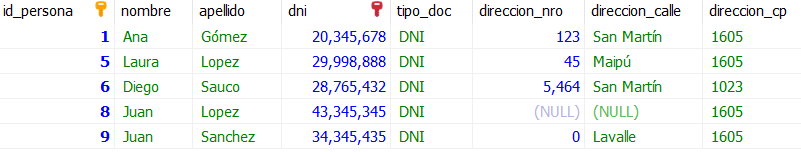 id_persona nombre apellido dni tipo_doc direccion_nro direccion_calle direccion_cp
1 Ana Gómez 20,345,678 DNI 123 San Martín 1605
5 Laura Lopez 29,998,888 DNI 45 Maipú 1605
6 Diego Sauco 28,765,432 DNI 5,464 San Martín 1023
8 Juan Lopez 43,345,345 DNI (NULL) (NULL) 1605
9 Juan Sanchez 34,345,435 DNI 0 Lavalle 1605